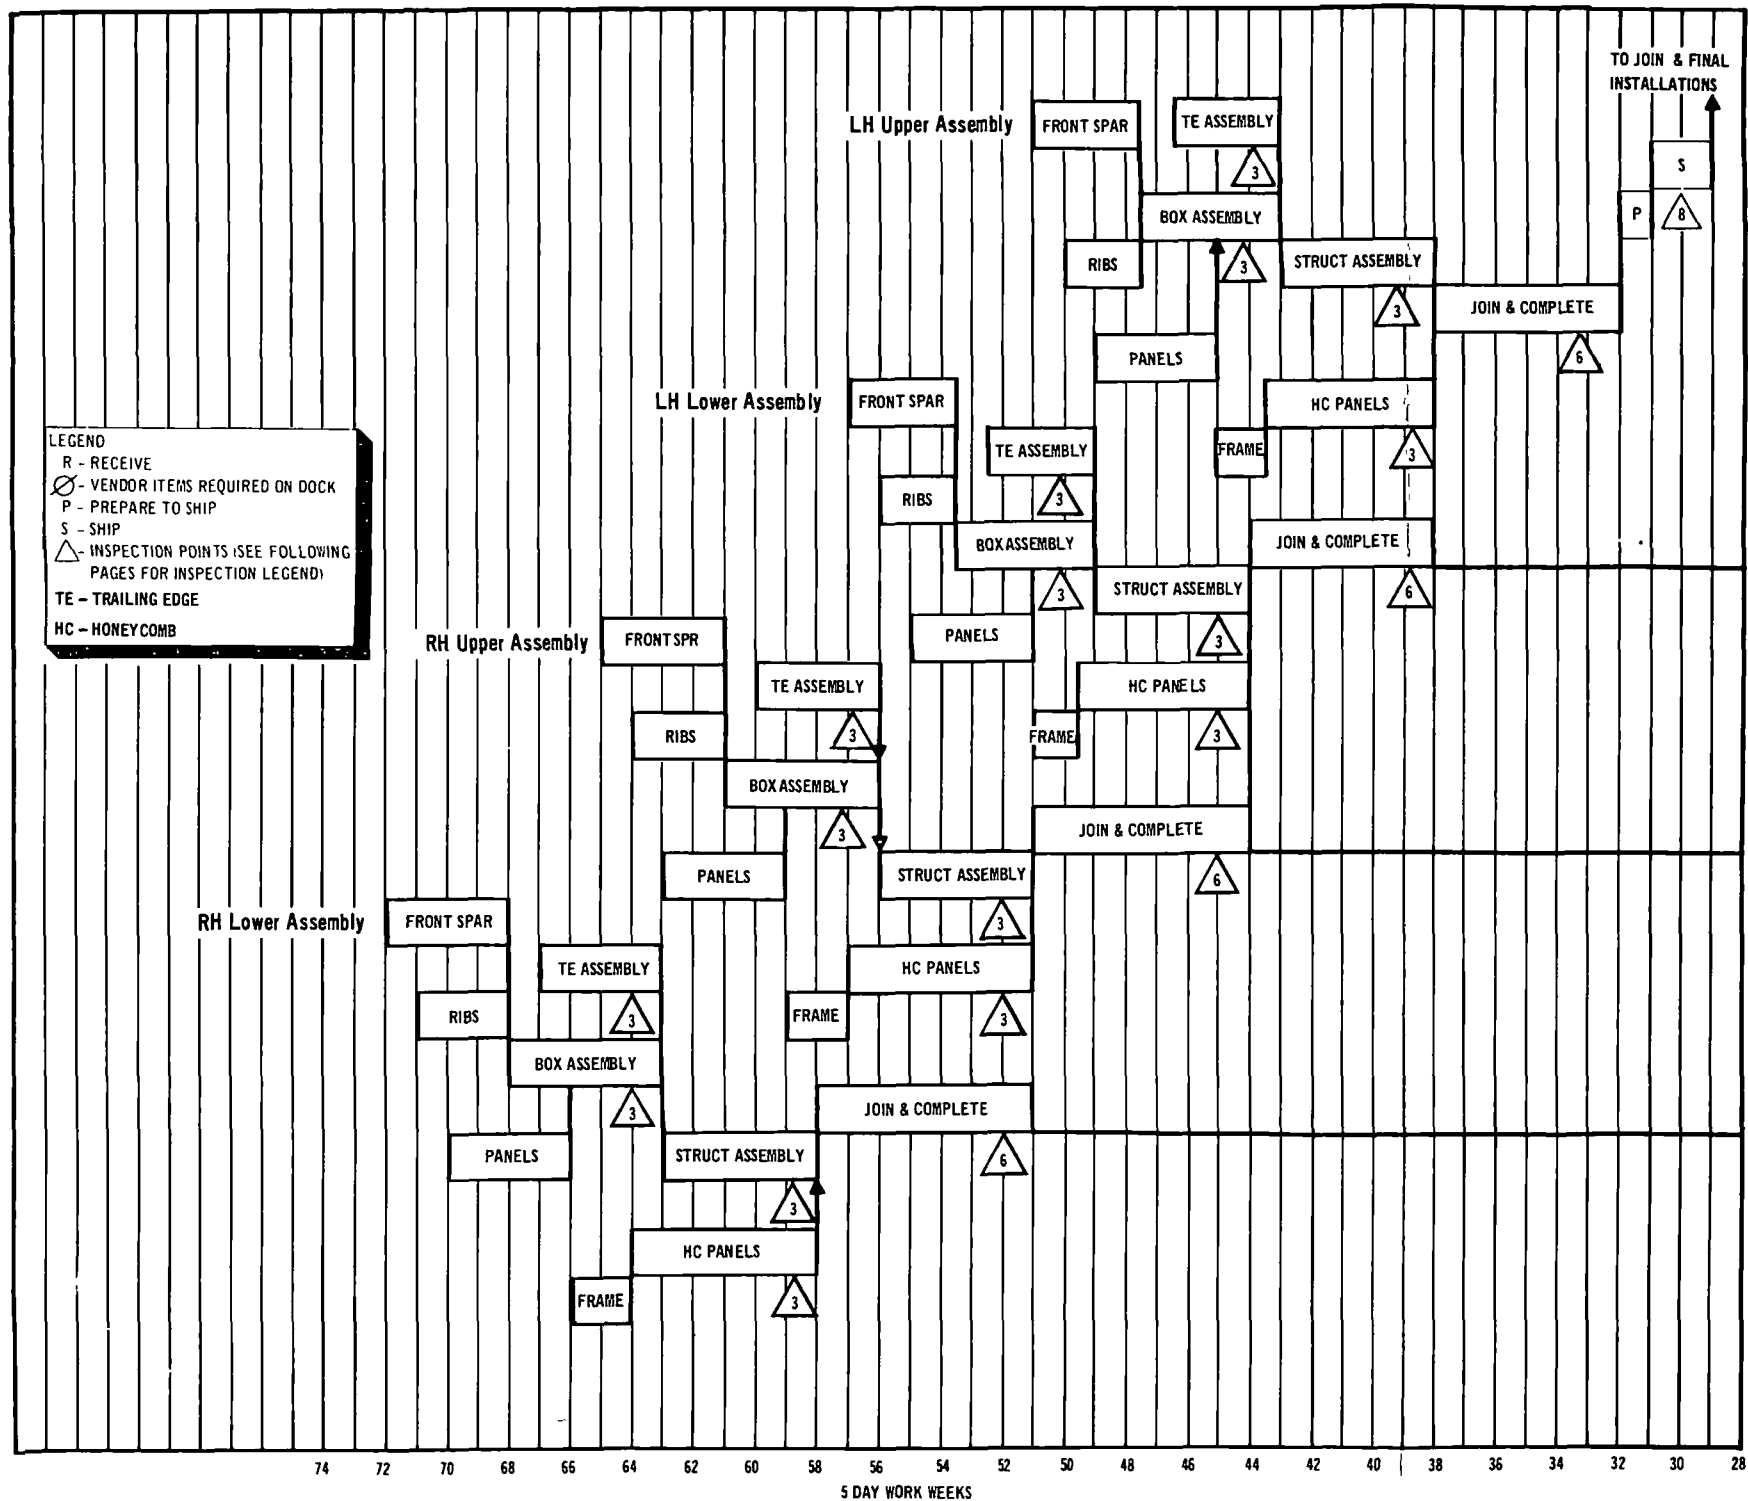 TO JOIN & FINAL
INSTALLATIONS
LH Upper Assembly
FRONT SPAR
TE ASSEMBLY
3
S
BOX ASSEMBLY
P
8
RIBS
3
STRUCT ASSEMBLY
3
JOIN & COMPLETE
6
PANELS
LH Lower Assembly
FRONT SPAR
HC PANELS
TE ASSEMBLY
FRAME
3
RIBS
3
BOX ASSEMBLY
JOIN & COMPLETE
3
STRUCT ASSEMBLY
6
LEGEND
R - RECEIVE
- VENDOR ITEMS REQUIRED ON DOCK
P - PREPARE TO SHIP
S - SHIP
- INSPECTION POINTS (SEE FOLLOWING
PAGES FOR INSPECTION LEGEND)
TE - TRAILING EDGE
HC - HONEYCOMB
RH Upper Assembly
FRONT SPR
PANELS
3
TE ASSEMBLY
HC PANELS
RIBS
3
FRAME
3
BOX ASSEMBLY
3
JOIN & COMPLETE
PANELS
STRUCT ASSEMBLY
6
RH Lower Assembly
FRONT SPAR
3
TE ASSEMBLY
HC PANELS
RIBS
3
FRAME
3
BOX ASSEMBLY
3
JOIN & COMPLETE
PANELS
STRUCT ASSEMBLY
6
3
HC PANELS
FRAME
3
74 72 70 68 66 64 62 60 58 56 54 52 50 48 46 44 42 40 38 36 34 32 30 28
5 DAY WORK WEEKS